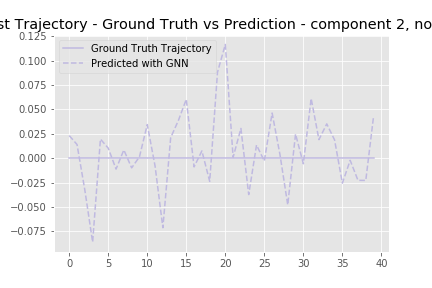 st Trajectory - Ground Truth vs Prediction - component 2, no
Ground Truth Trajectory
Predicted with GNN
0.125
0.100
0.075
0.050
0.025
0.000
−0.025
−0.050
−0.075
0 5 10 15 20 25 30 35 40